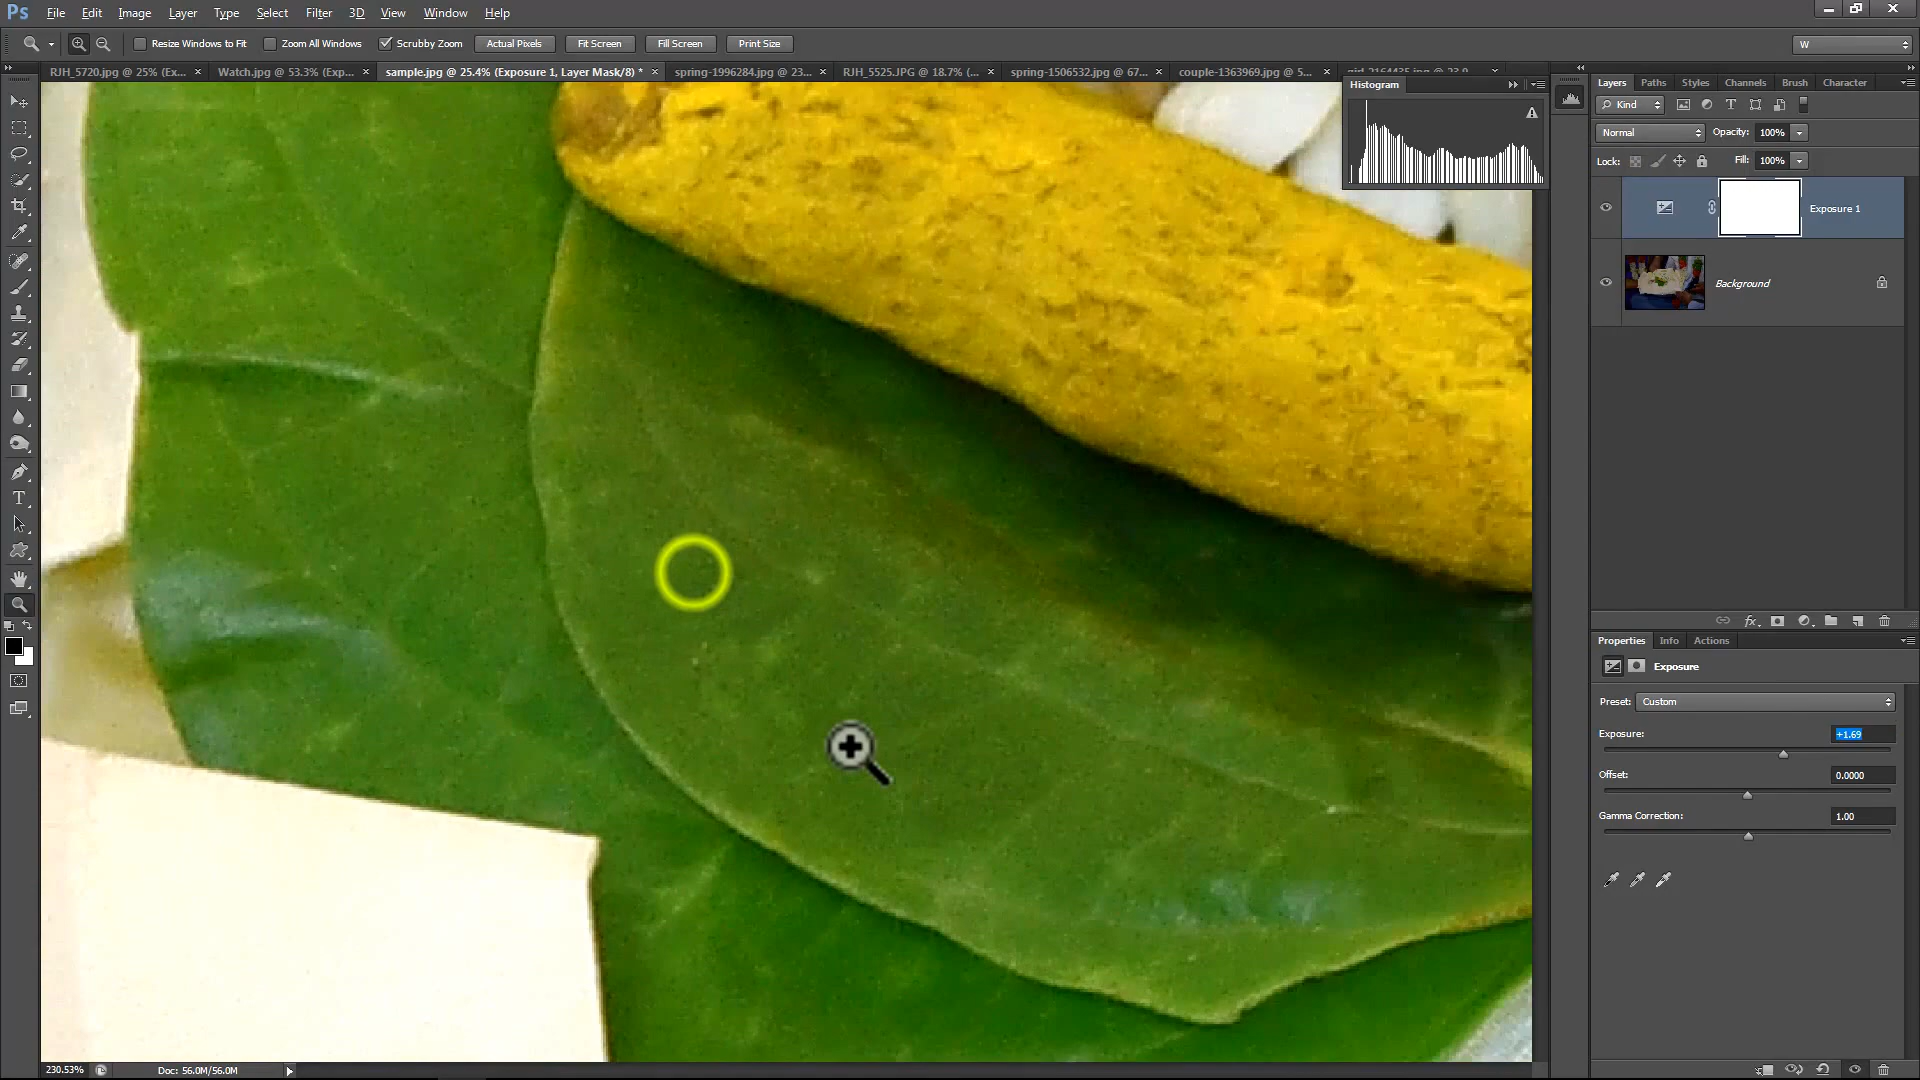 Ps File Edit Image Layer Type Select Filter 3D View Window Help
Resize Windows to Fit Zoom All Windows Scrubby Zoom Actual Pixels Fit Screen Fill Screen Print Size W
RJH_5720.jpg @ 25% (Ex... × Watch.jpg @ 53.3% (Exp... × sample.jpg @ 25.4% (Exposure 1, Layer Mask/8) * × spring-1996284.jpg @ 23... × RJH_5525.JPG @ 18.7% (... × spring-1506532.jpg @ 67... × couple-1363969.jpg @ 5... ×
Histogram
Layers Paths Styles Channels Brush Character
Kind
Normal Opacity: 100%
Lock: Fill: 100%
Exposure 1
Background
Properties Info Actions
Exposure
Preset: Custom
Exposure: +1.69
Offset: 0.0000
Gamma Correction: 1.00
230.53% Doc: 56.0M/56.0M